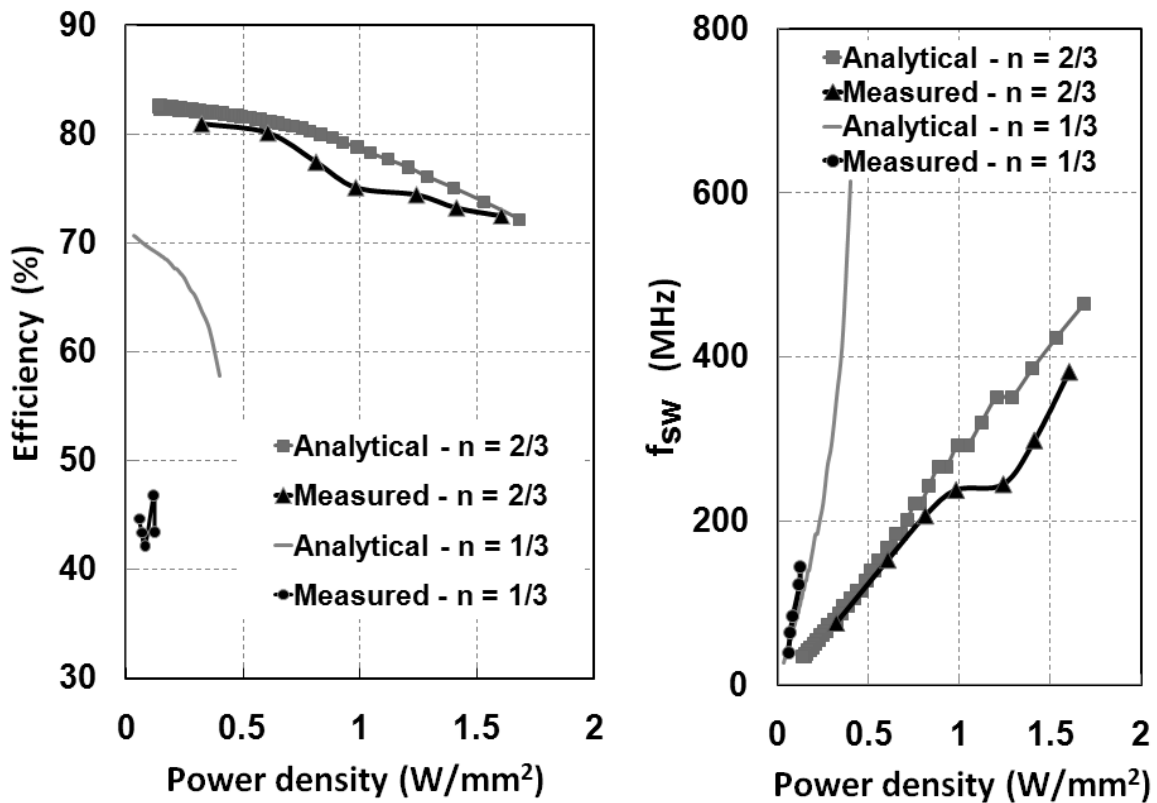 90
80
70
60
50
40
30
Efficiency (%)
Analytical - n = 2/3
Measured - n = 2/3
Analytical - n = 1/3
Measured - n = 1/3
0 0.5 1 1.5 2
Power density (W/mm²)
800
600
400
200
0
fsw (MHz)
Analytical - n = 2/3
Measured - n = 2/3
Analytical - n = 1/3
Measured - n = 1/3
0 0.5 1 1.5 2
Power density (W/mm²)